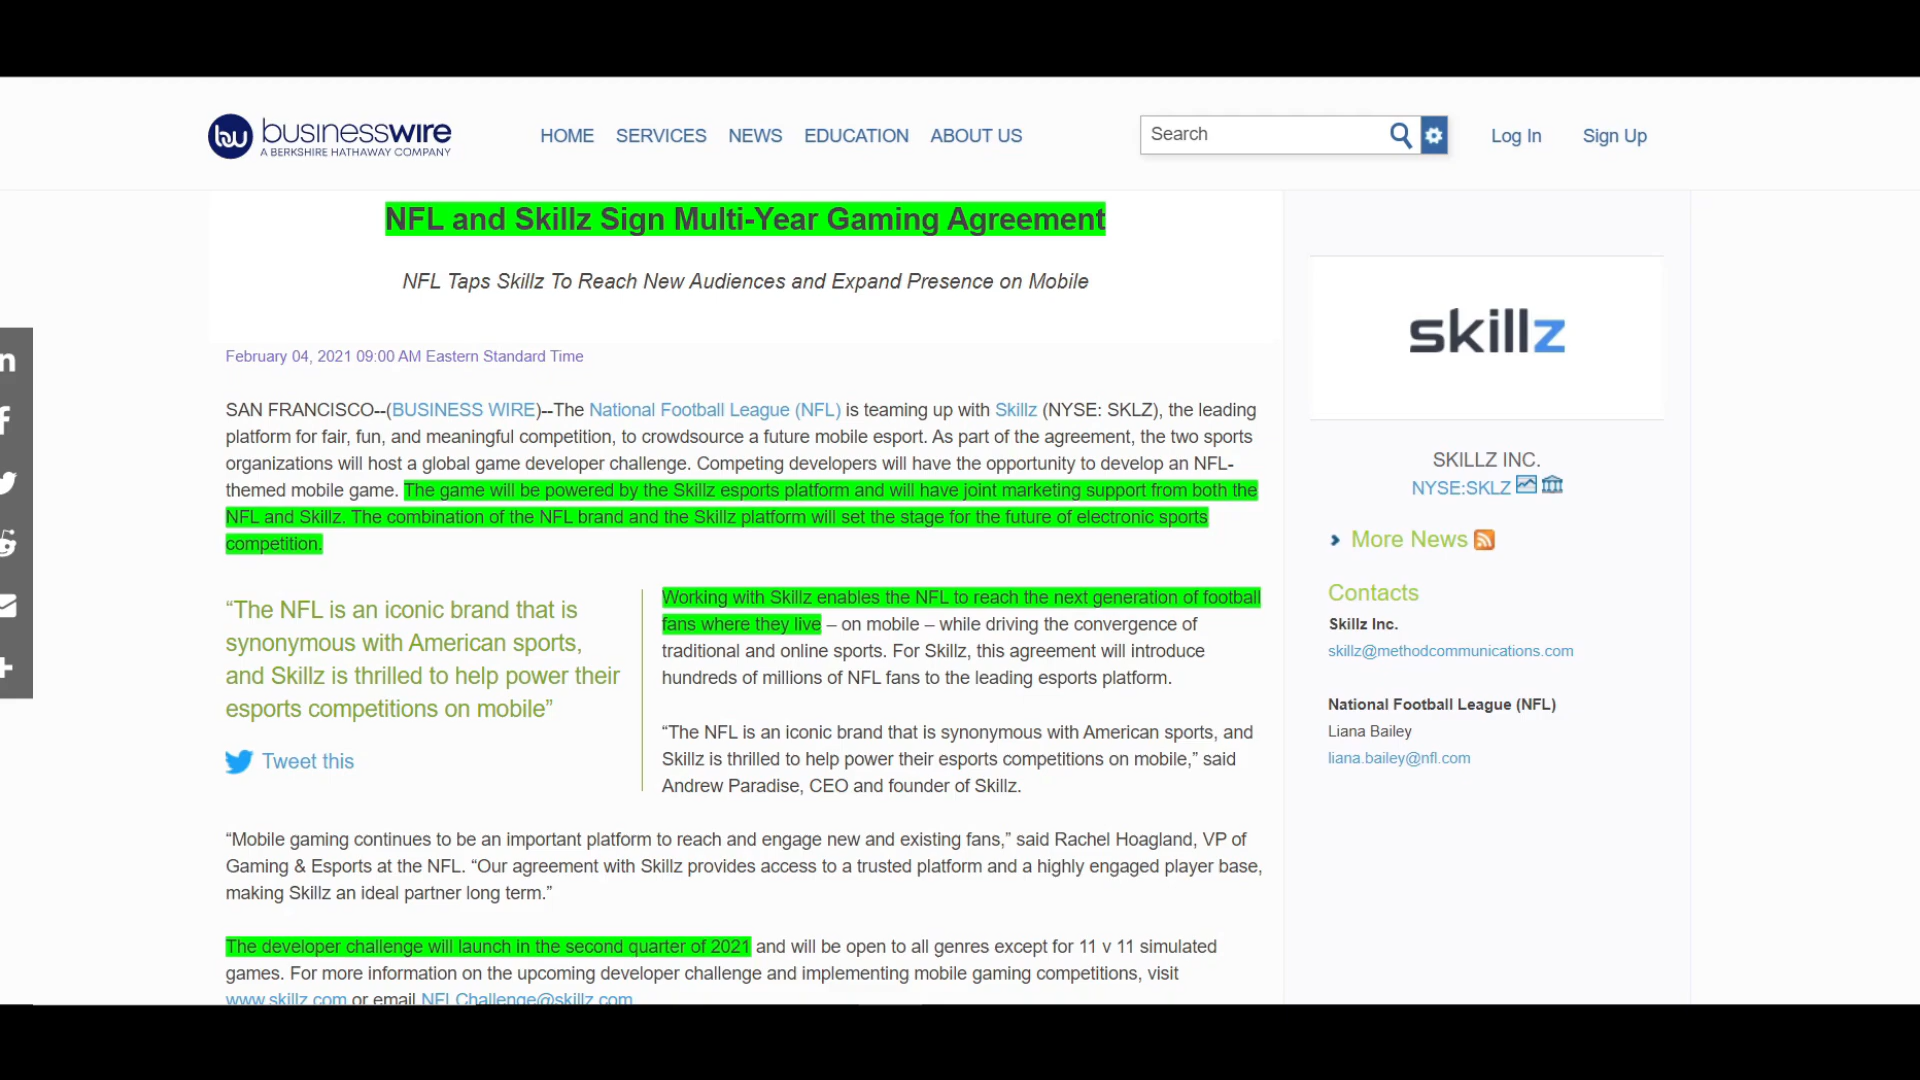 businesswire
A BERKSHIRE HATHAWAY COMPANY
HOME SERVICES NEWS EDUCATION ABOUT US
Search
Log In Sign Up
NFL and Skillz Sign Multi-Year Gaming Agreement
NFL Taps Skillz To Reach New Audiences and Expand Presence on Mobile
February 04, 2021 09:00 AM Eastern Standard Time
SAN FRANCISCO--(BUSINESS WIRE)--The National Football League (NFL) is teaming up with Skillz (NYSE: SKLZ), the leading
platform for fair, fun, and meaningful competition, to crowdsource a future mobile esport. As part of the agreement, the two sports
organizations will host a global game developer challenge. Competing developers will have the opportunity to develop an NFL-
themed mobile game. The game will be powered by the Skillz esports platform and will have joint marketing support from both the
NFL and Skillz. The combination of the NFL brand and the Skillz platform will set the stage for the future of electronic sports
competition.
“The NFL is an iconic brand that is
synonymous with American sports,
and Skillz is thrilled to help power their
esports competitions on mobile”
Tweet this
Working with Skillz enables the NFL to reach the next generation of football
fans where they live – on mobile – while driving the convergence of
traditional and online sports. For Skillz, this agreement will introduce
hundreds of millions of NFL fans to the leading esports platform.
“The NFL is an iconic brand that is synonymous with American sports, and
Skillz is thrilled to help power their esports competitions on mobile,” said
Andrew Paradise, CEO and founder of Skillz.
“Mobile gaming continues to be an important platform to reach and engage new and existing fans,” said Rachel Hoagland, VP of
Gaming & Esports at the NFL. “Our agreement with Skillz provides access to a trusted platform and a highly engaged player base,
making Skillz an ideal partner long term.”
The developer challenge will launch in the second quarter of 2021 and will be open to all genres except for 11 v 11 simulated
games. For more information on the upcoming developer challenge and implementing mobile gaming competitions, visit
www.skillz.com or email NFLChallenge@skillz.com
skillz
SKILLZ INC.
NYSE:SKLZ
More News
Contacts
Skillz Inc.
skillz@methodcommunications.com
National Football League (NFL)
Liana Bailey
liana.bailey@nfl.com